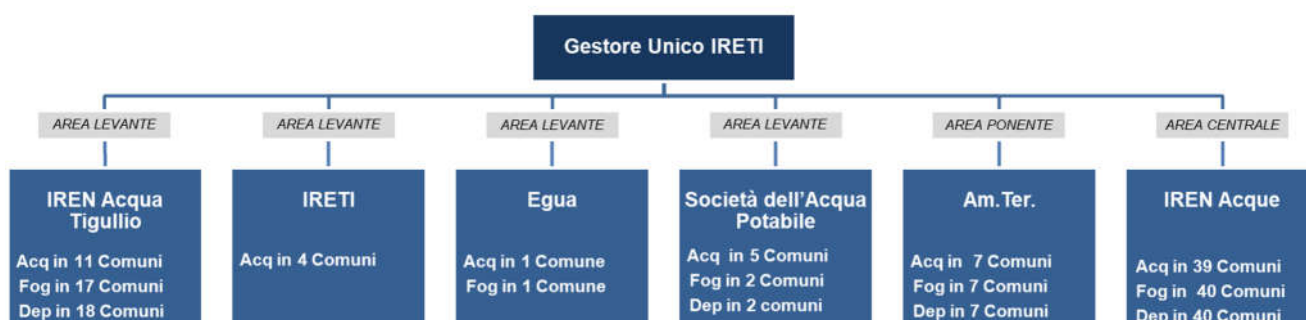 Gestore Unico IRETI
AREA LEVANTE
AREA LEVANTE
AREA LEVANTE
AREA LEVANTE
AREA PONENTE
AREA CENTRALE
IREN Acqua
Tigullio
Acq in 11 Comuni
Fog in 17 Comuni
Dep in 18 Comuni
IRETI
Acq in 4 Comuni
Egua
Acq in 1 Comune
Fog in 1 Comune
Società dell'Acqua
Potabile
Acq in 5 Comuni
Fog in 2 Comuni
Dep in 2 comuni
Am.Ter.
Acq in 7 Comuni
Fog in 7 Comuni
Dep in 7 Comuni
IREN Acque
Acq in 39 Comuni
Fog in 40 Comuni
Dep in 40 Comuni